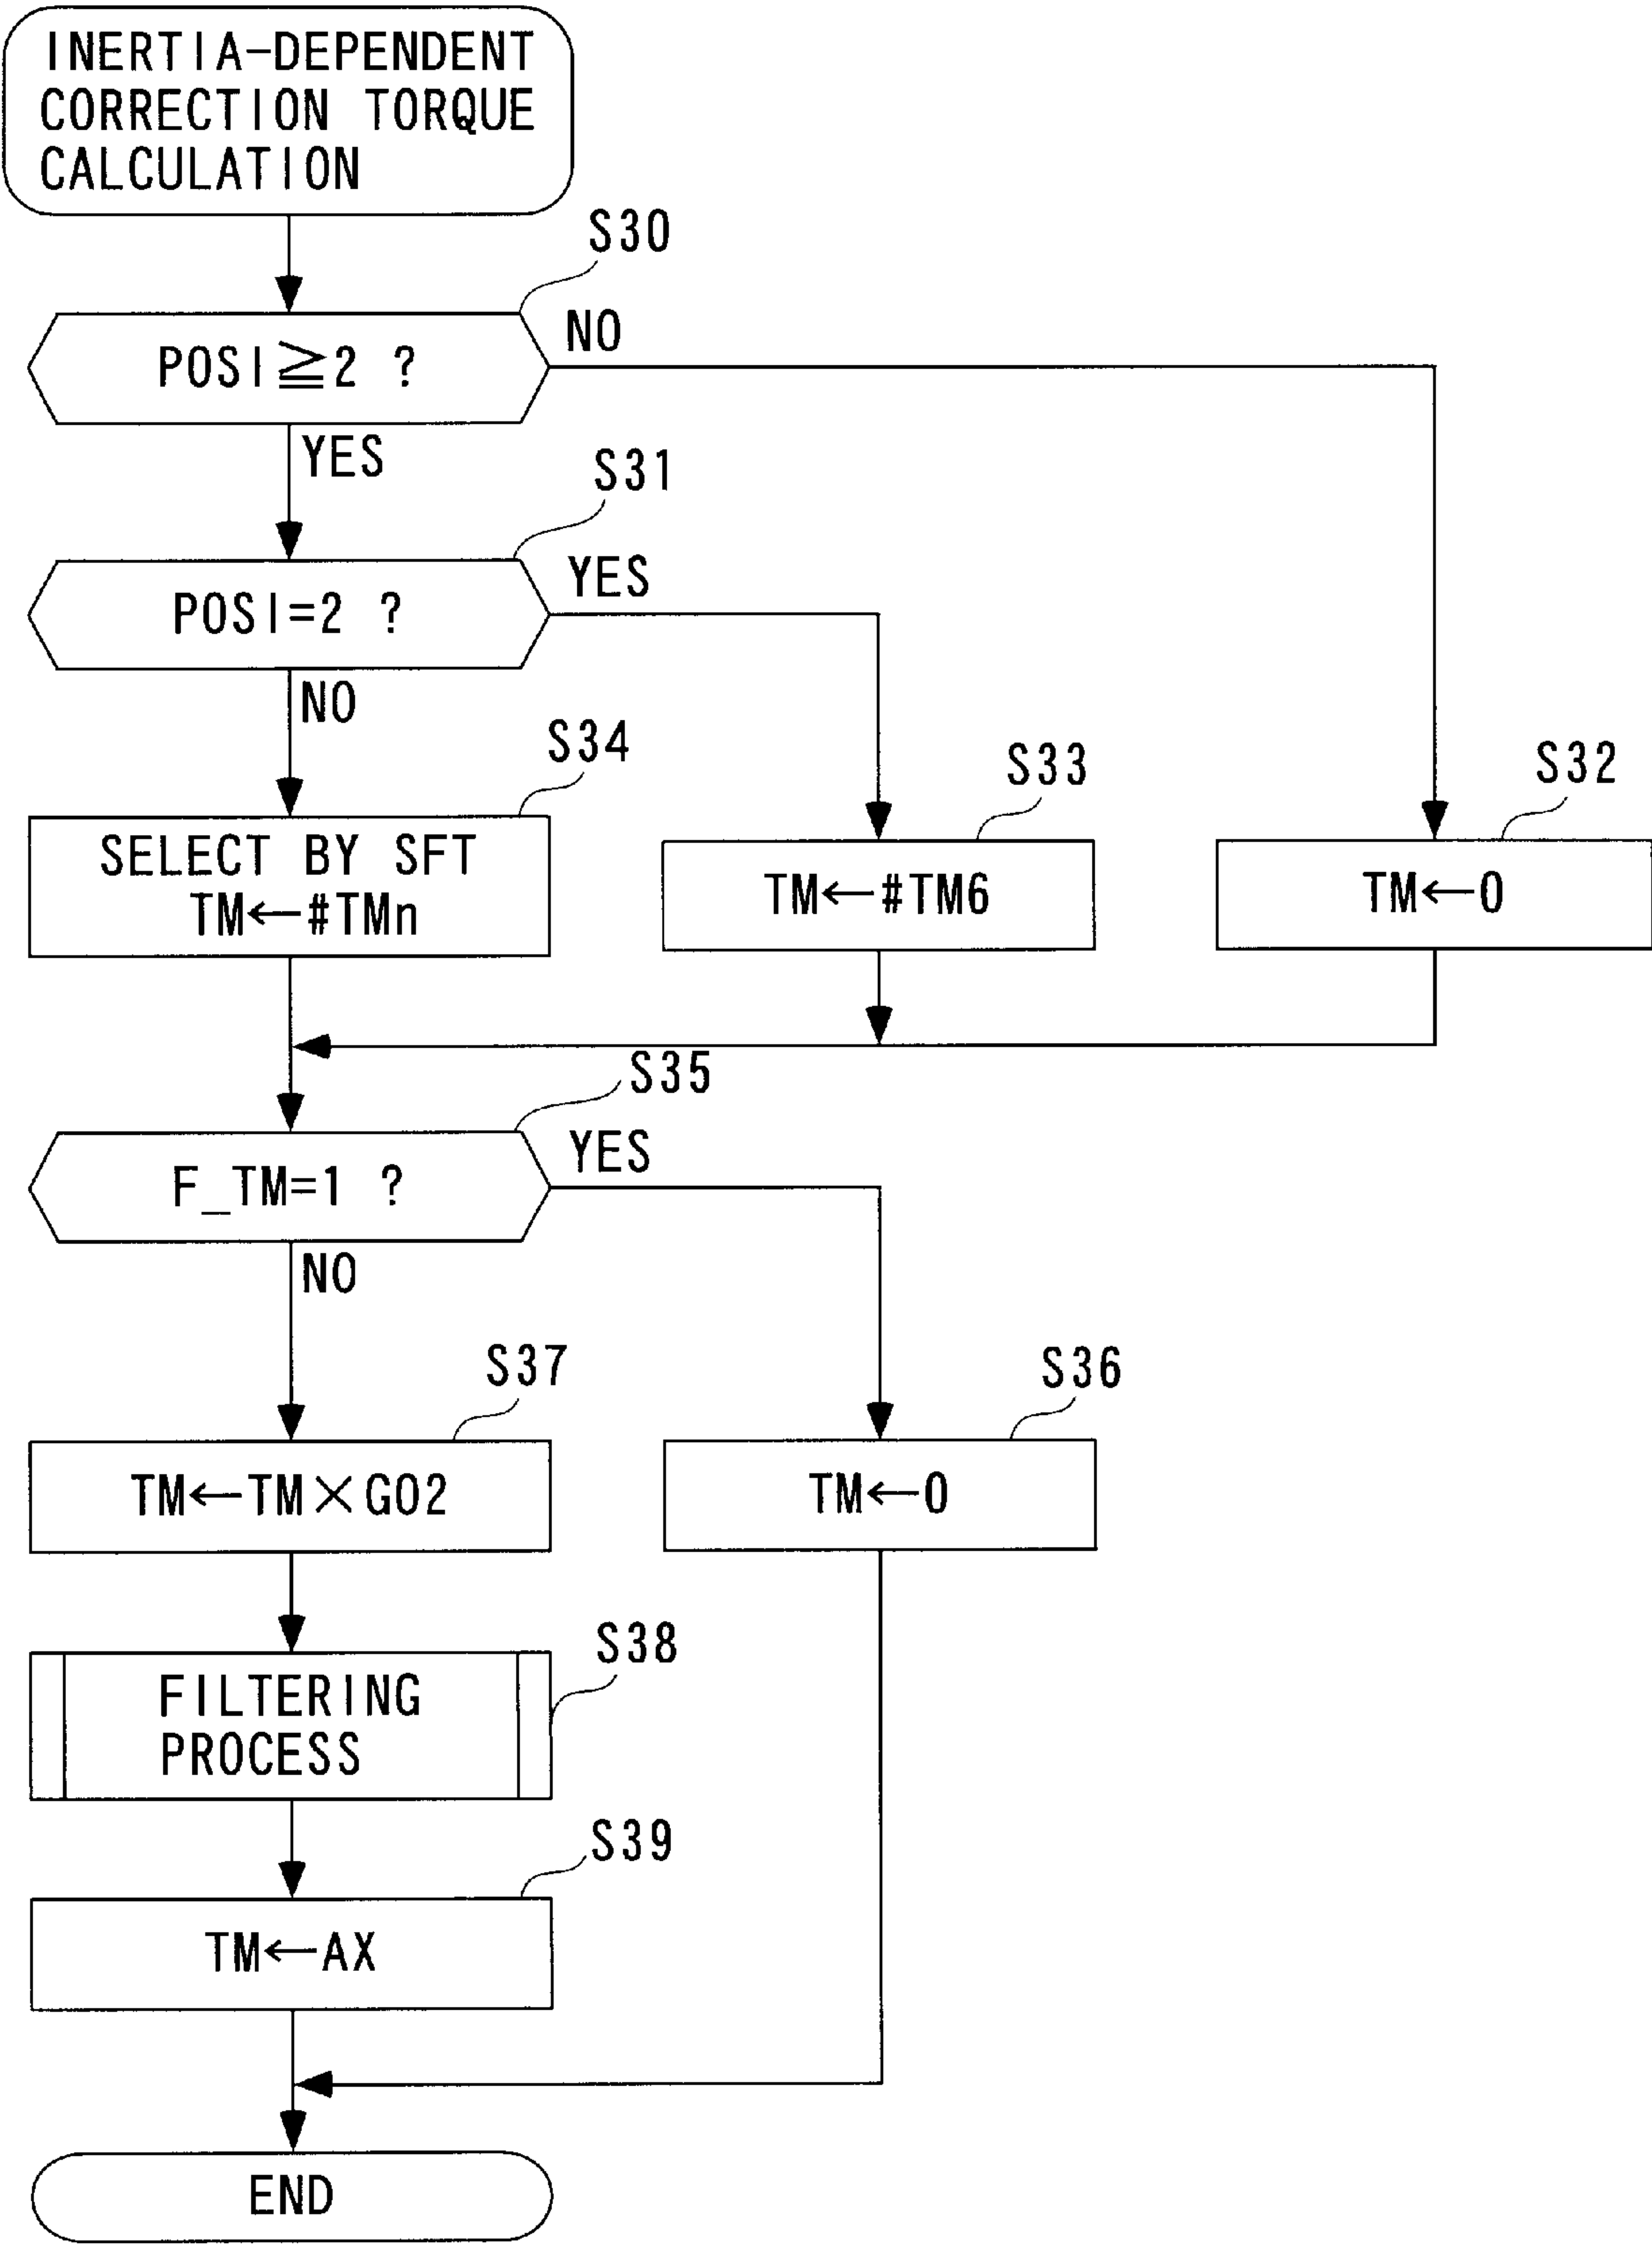 INERTIA-DEPENDENT
CORRECTION TORQUE
CALCULATION
S30
POSI≧2 ?
NO
YES
S31
POSI=2 ?
YES
NO
S34
SELECT BY SFT
TM←#TMn
S33
TM←#TM6
S32
TM←0
S35
F_TM=1 ?
YES
NO
S37
TM←TM×GO2
S36
TM←0
S38
FILTERING
PROCESS
S39
TM←AX
END